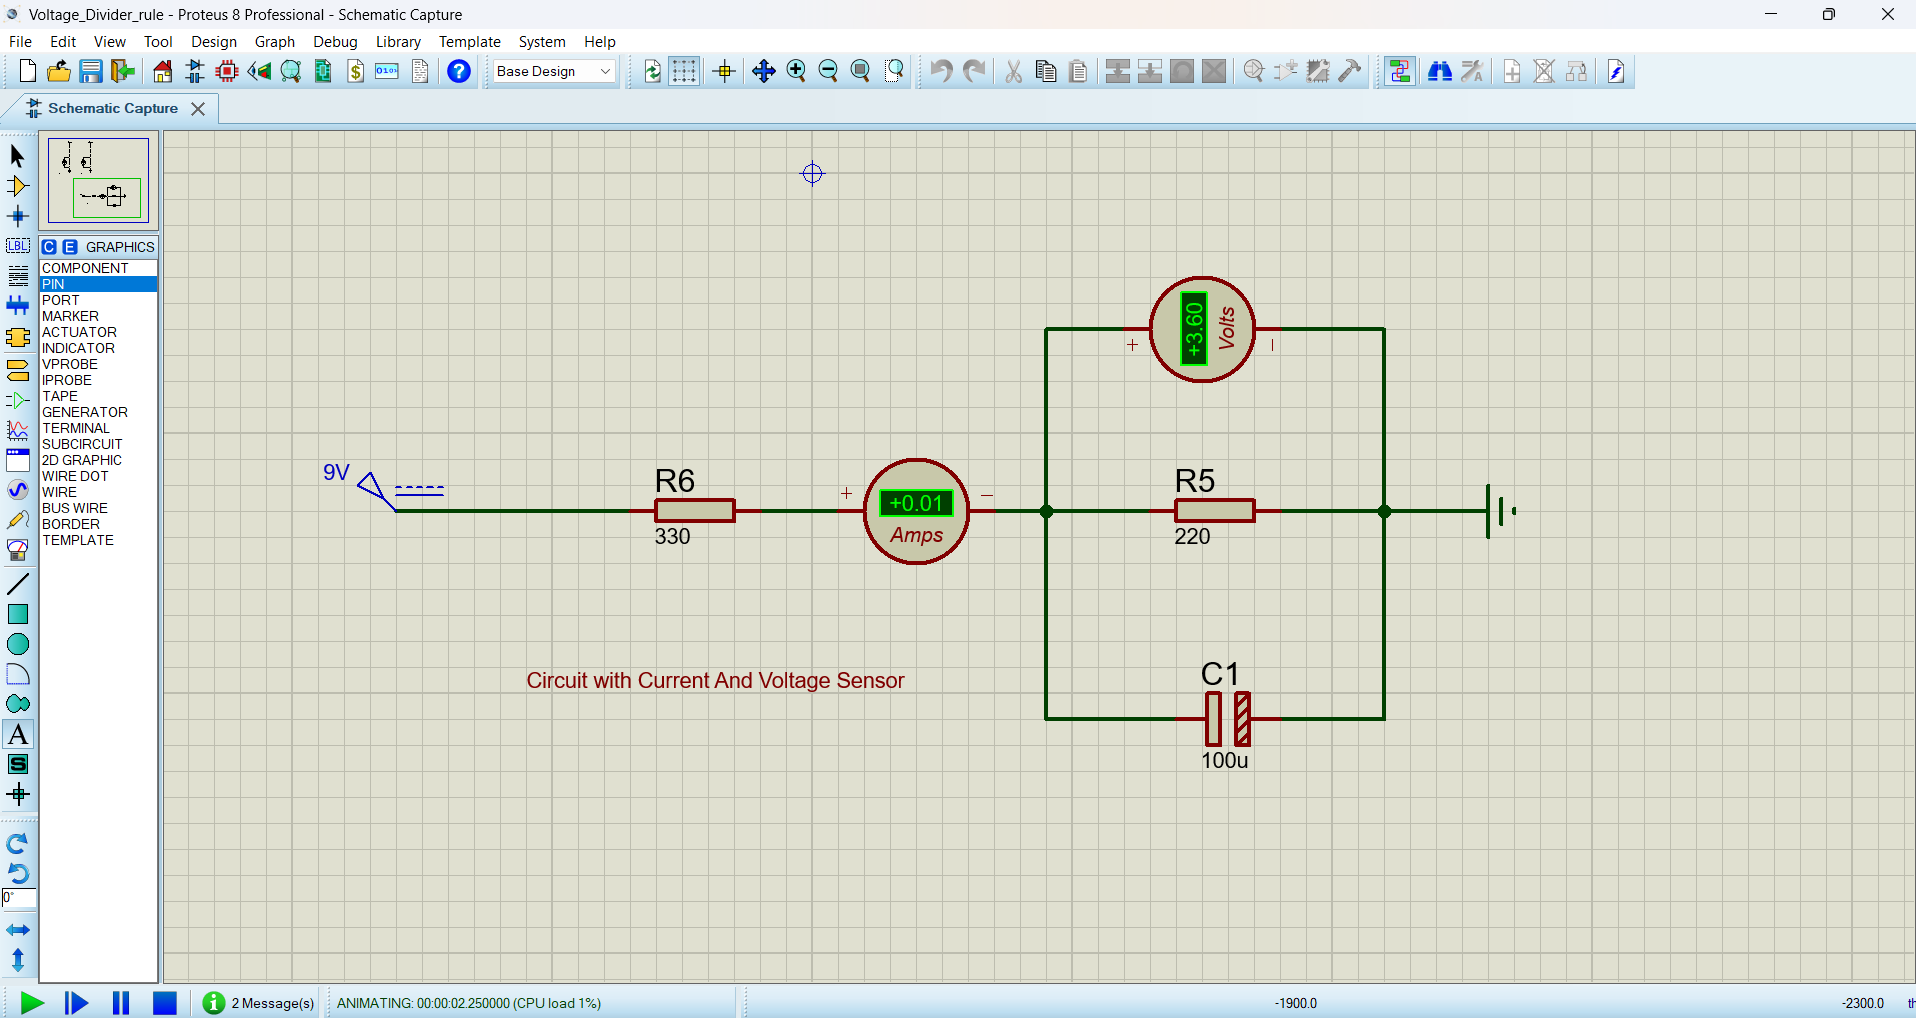 Voltage_Divider_rule - Proteus 8 Professional - Schematic Capture
File Edit View Tool Design Graph Debug Library Template System Help
Base Design
Schematic Capture
LBL
C E GRAPHICS
COMPONENT
PIN
PORT
MARKER
ACTUATOR
INDICATOR
VPROBE
IPROBE
TAPE
GENERATOR
TERMINAL
SUBCIRCUIT
2D GRAPHIC
WIRE DOT
WIRE
BUS WIRE
BORDER
TEMPLATE
A
S
0°
+3.60
Volts
+ −
9V
R6
330
+ −
+0.01
Amps
R5
220
Circuit with Current And Voltage Sensor
C1
100u
2 Message(s)
ANIMATING: 00:00:02.250000 (CPU load 1%)
-1900.0
-2300.0
th